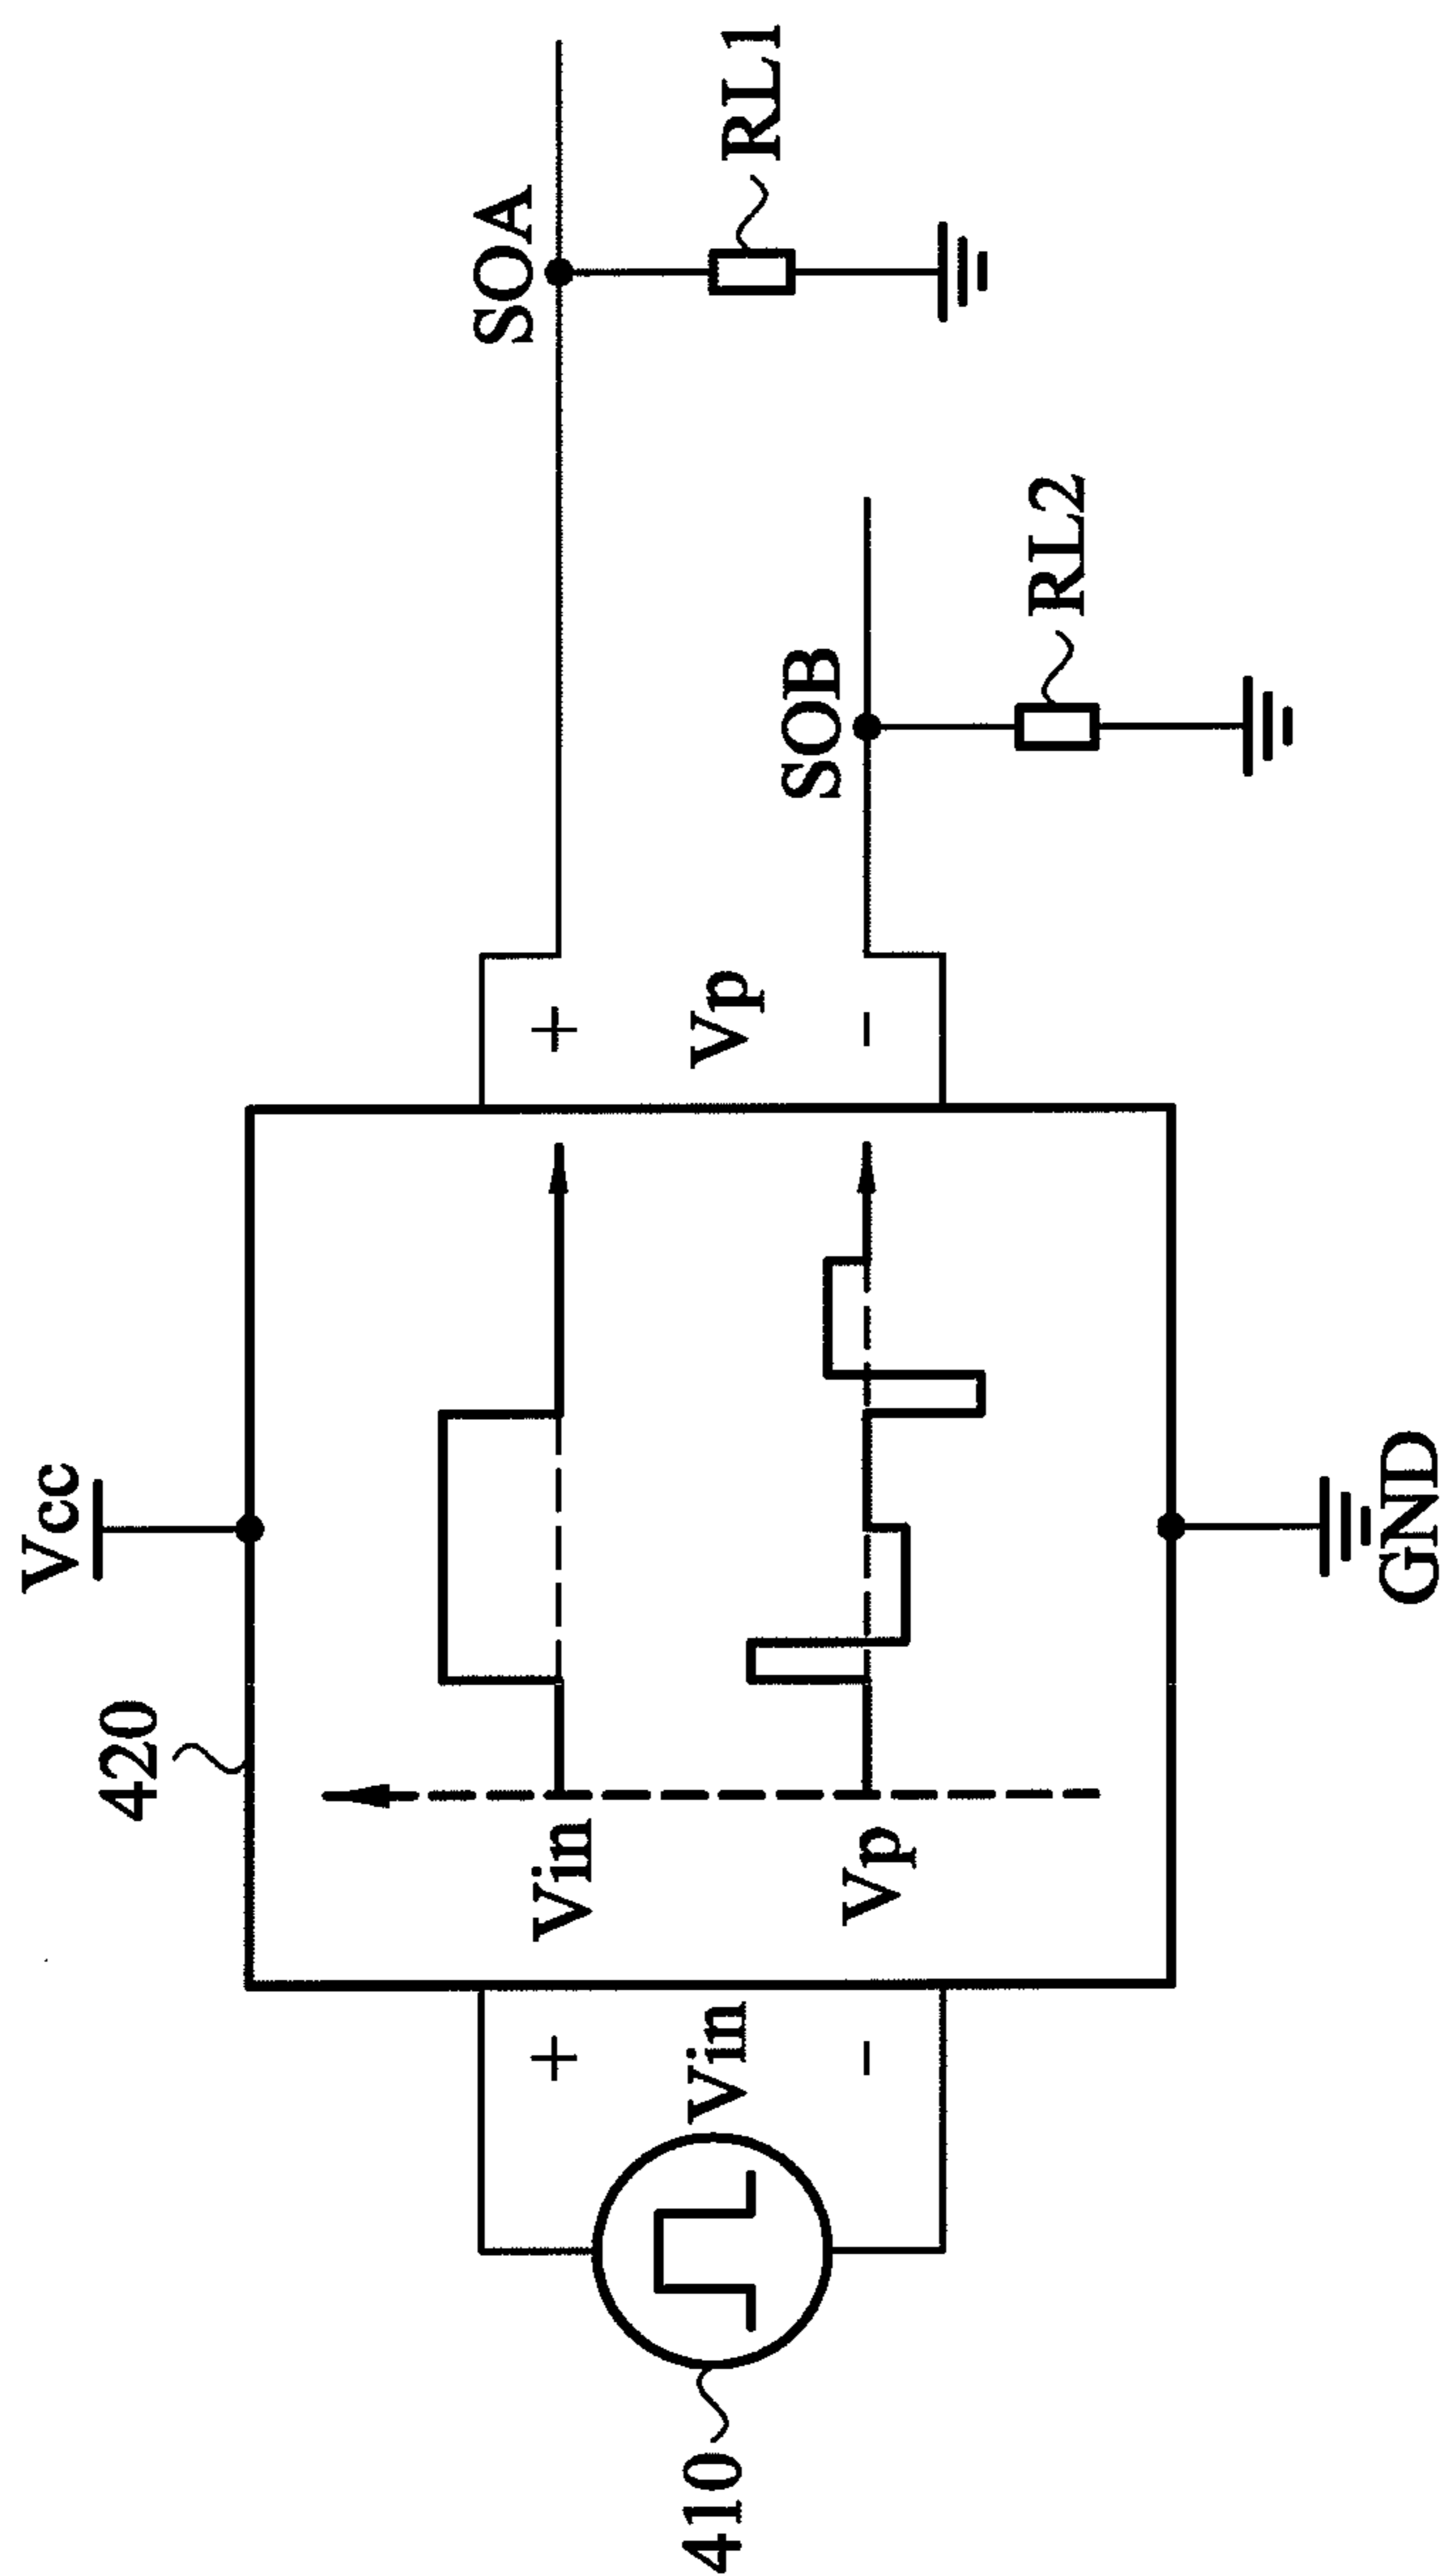 Vcc
420
SOA
RL1
Vin
+
+
Vin
Vp
410
SOB
Vp
-
-
RL2
GND